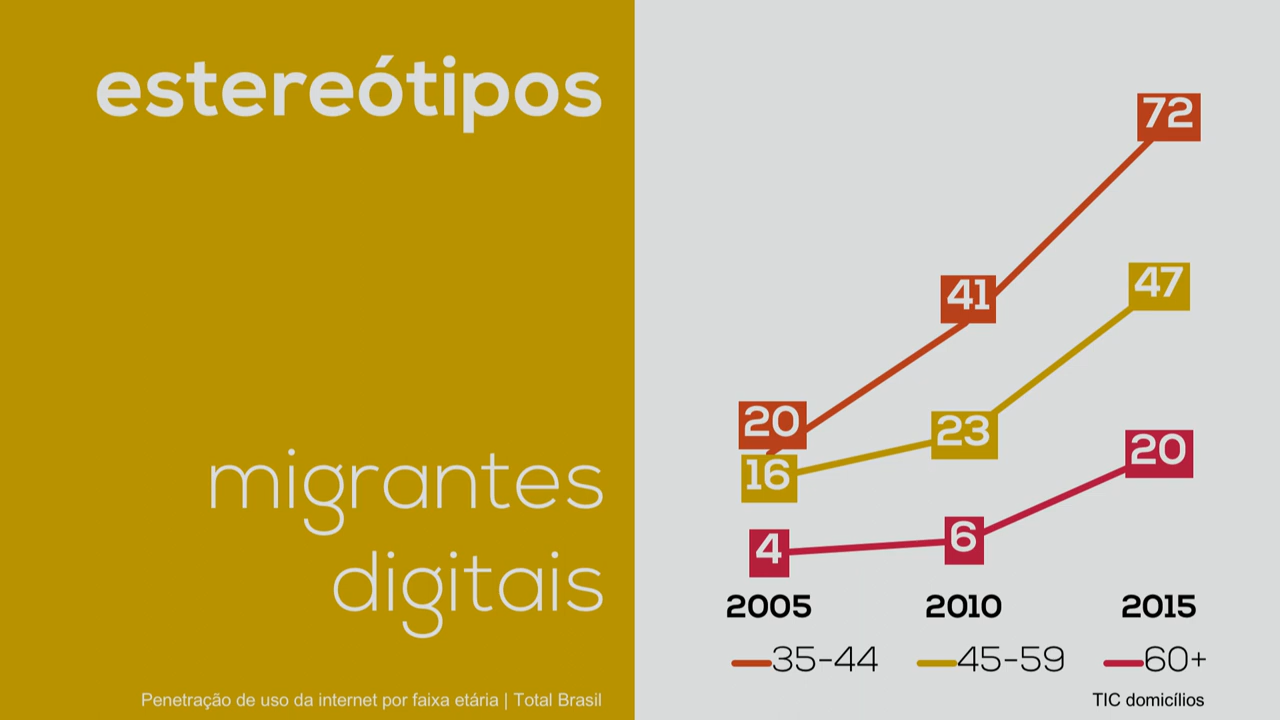 estereótipos
migrantes
digitais
Penetração de uso da internet por faixa etária | Total Brasil
72
41
47
20
23
16
20
4
6
2005 2010 2015
35-44 45-59 60+
TIC domicílios